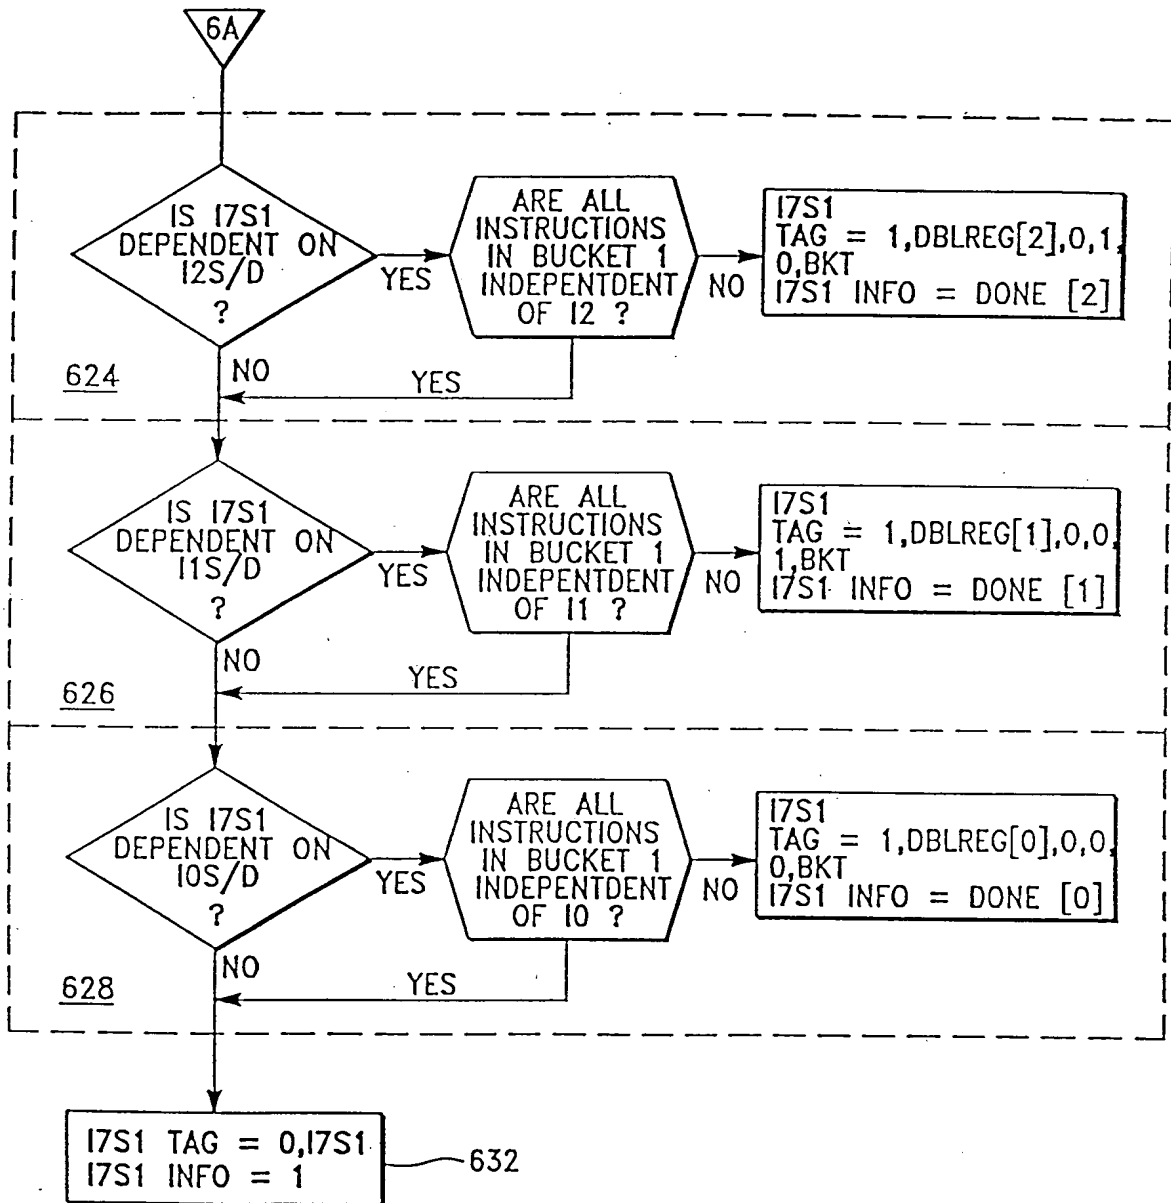 6A
IS I7S1
DEPENDENT ON
I2S/D
?
YES
NO
ARE ALL
INSTRUCTIONS
IN BUCKET 1
INDEPENTDENT
OF I2 ?
NO
YES
I7S1
TAG = 1,DBLREG[2],0,1,
0,BKT
I7S1 INFO = DONE [2]
624
IS I7S1
DEPENDENT ON
I1S/D
?
YES
NO
ARE ALL
INSTRUCTIONS
IN BUCKET 1
INDEPENTDENT
OF I1 ?
NO
YES
I7S1
TAG = 1,DBLREG[1],0,0,
1,BKT
I7S1 INFO = DONE [1]
626
IS I7S1
DEPENDENT ON
I0S/D
?
YES
NO
ARE ALL
INSTRUCTIONS
IN BUCKET 1
INDEPENTDENT
OF I0 ?
NO
YES
I7S1
TAG = 1,DBLREG[0],0,0,
0,BKT
I7S1 INFO = DONE [0]
628
I7S1 TAG = 0,I7S1
I7S1 INFO = 1
632